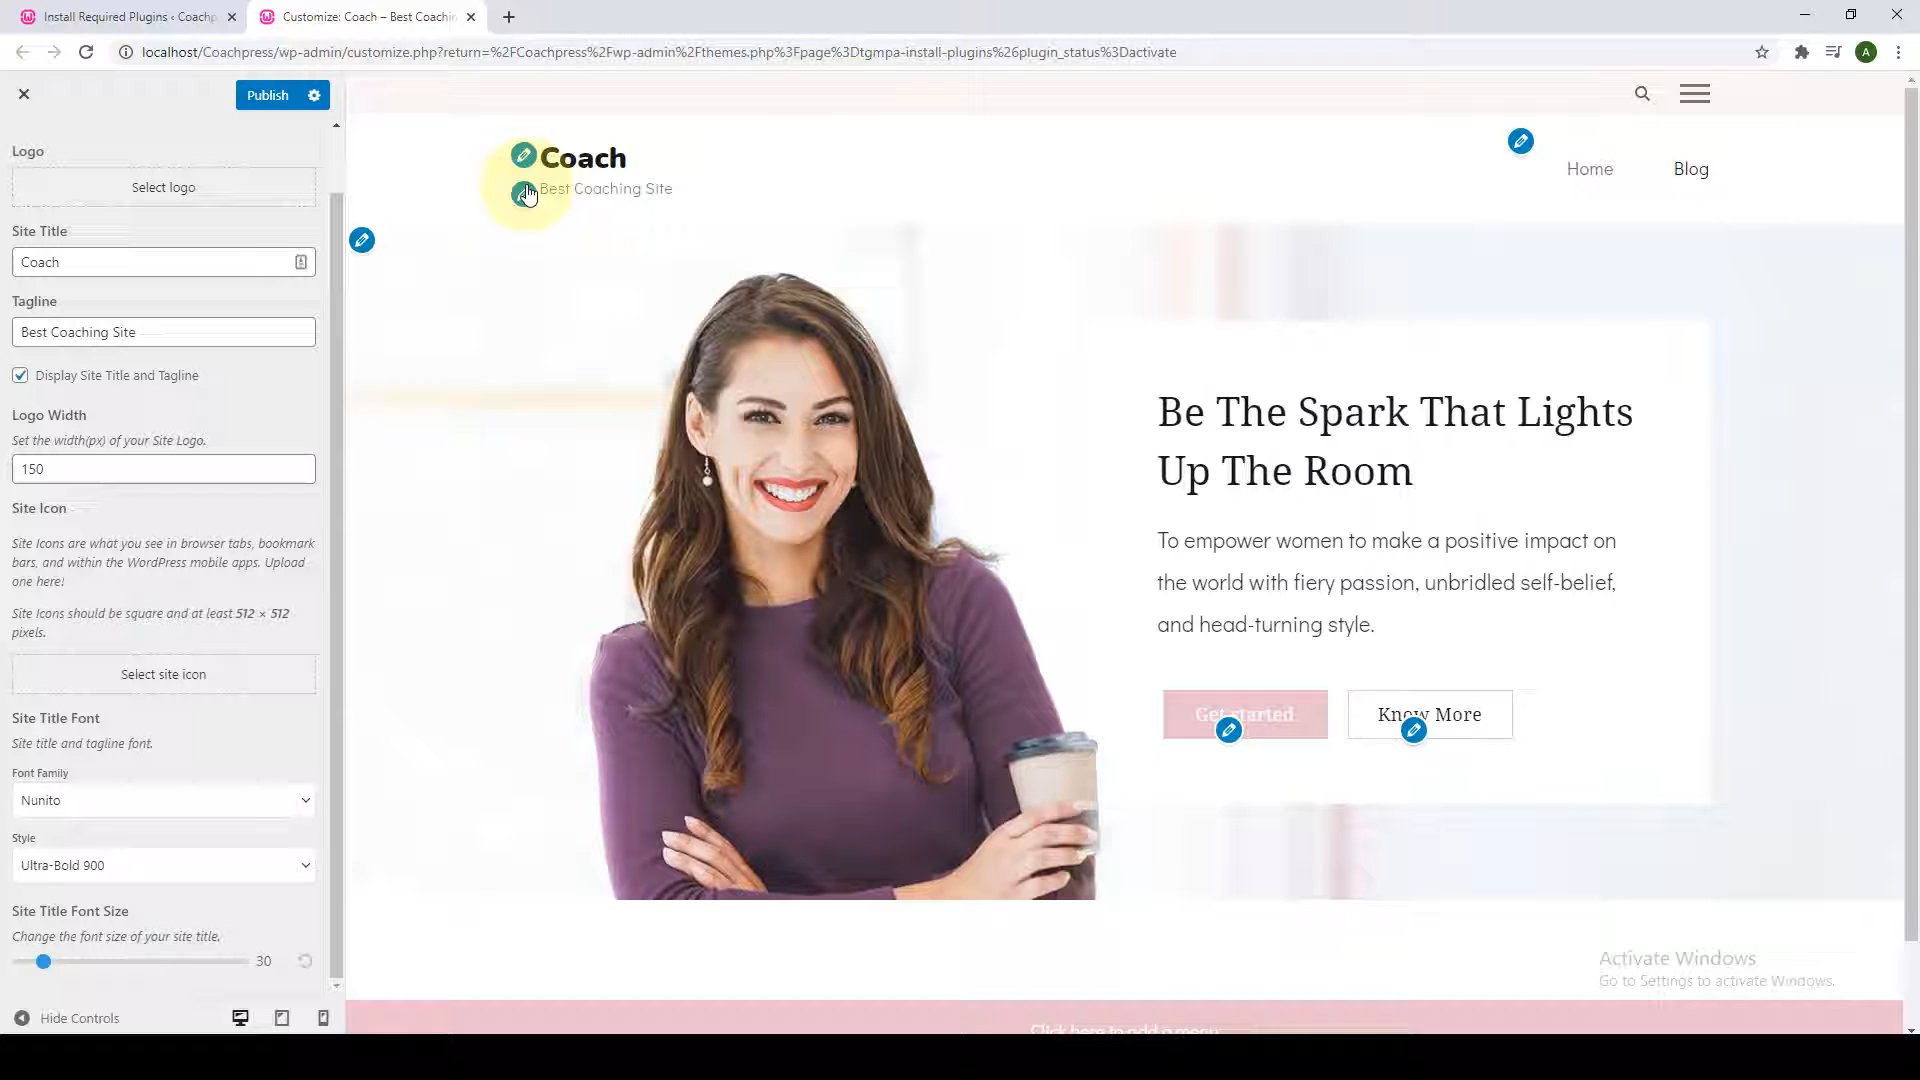 Install Required Plugins ‹ Coachp
Customize: Coach – Best Coachin
localhost/Coachpress/wp-admin/customize.php?return=%2FCoachpress%2Fwp-admin%2Fthemes.php%3Fpage%3Dtgmpa-install-plugins%26plugin_status%3Dactivate
A
Publish
Logo
Select logo
Site Title
Coach
Tagline
Best Coaching Site
Display Site Title and Tagline
Logo Width
Set the width(px) of your Site Logo.
150
Site Icon
Site Icons are what you see in browser tabs, bookmark
bars, and within the WordPress mobile apps. Upload
one here!
Site Icons should be square and at least 512 × 512
pixels.
Select site icon
Site Title Font
Site title and tagline font.
Font Family
Nunito
Style
Ultra-Bold 900
Site Title Font Size
Change the font size of your site title.
30
Hide Controls
Coach
Best Coaching Site
Home
Blog
Be The Spark That Lights
Up The Room
To empower women to make a positive impact on
the world with fiery passion, unbridled self-belief,
and head-turning style.
Get started
Know More
Activate Windows
Go to Settings to activate Windows.
Click here to add a menu